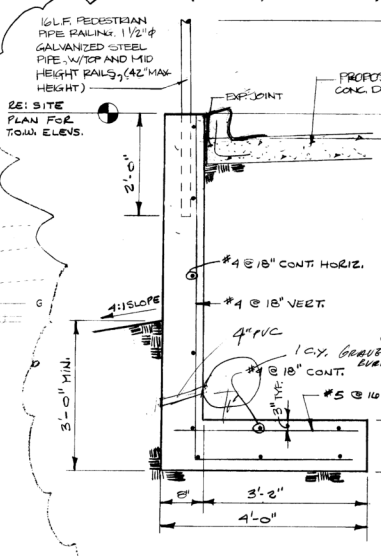 16 L.F. PEDESTRIAN
PIPE RAILING. 1 1/2"φ
GALVANIZED STEEL
PIPE, W/TOP AND MID
HEIGHT RAILS, (42" MAX
HEIGHT)
RE: SITE
PLAN FOR
T.O.W. ELEVS.
EXP. JOINT
PROPOS
CONC. D
2'-0"
#4 @ 18" CONT. HORIZ.
#4 @ 18" VERT.
4:1 SLOPE
4" PVC
1 C.Y.
#4 @ 18" CONT.
3" TYP.
#5 @ 16
3'-0" MIN.
8"
3'-2"
4'-0"